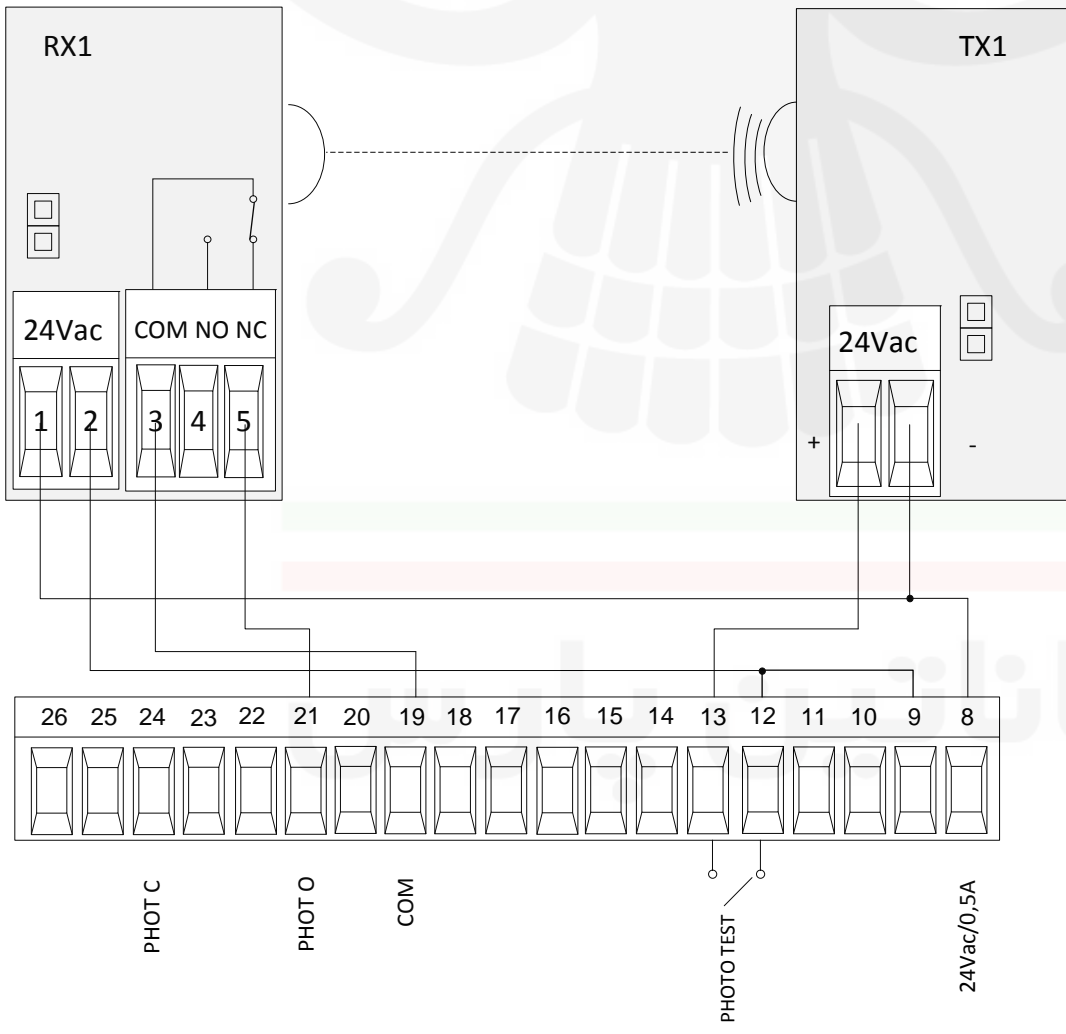 RX1
TX1
24Vac
COM NO NC
24Vac
1 2 3 4 5
+ -
26 25 24 23 22 21 20 19 18 17 16 15 14 13 12 11 10 9 8
PHOT C
PHOT O
COM
PHOTO TEST
24Vac/0,5A
پارس